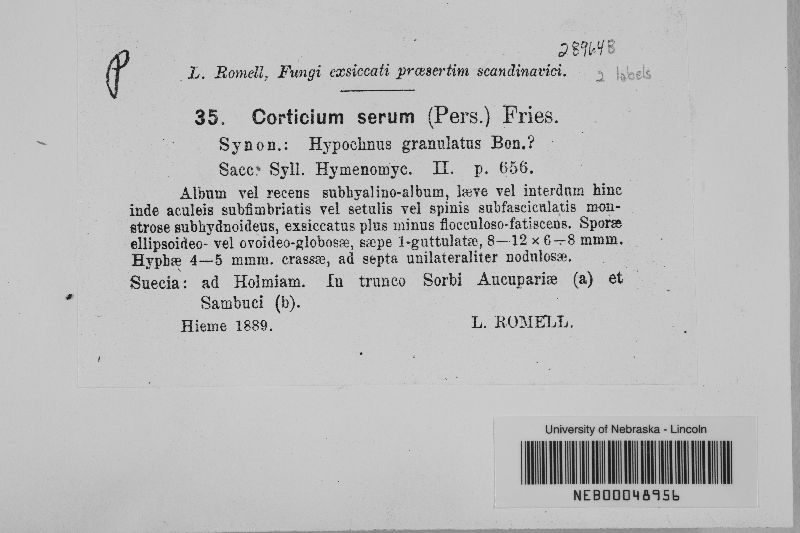 289648
2 labels
P
L. Romell, Fungi exsiccati præsertim scandinavici.
35. Corticium serum (Pers.) Fries.
Synon.: Hypochnus granulatus Bon.?
Sacc. Syll. Hymenomyc. II. p. 656.
Album vel recens subhyalino-album, læve vel interdum hinc
inde aculeis subfimbriatis vel setulis vel spinis subfasciculatis mon-
strose subhydnoideus, exsiccatus plus minus flocculoso-fatiscens. Sporæ
ellipsoideo- vel ovoideo-globosæ, sæpe 1-guttulatæ, 8—12 × 6—8 mmm.
Hyphæ 4—5 mmm. crassæ, ad septa unilateraliter nodulosæ.
Suecia: ad Holmiam. In trunco Sorbi Aucupariæ (a) et
Sambuci (b).
Hieme 1889. L. ROMELL.
University of Nebraska - Lincoln
NEB00048956